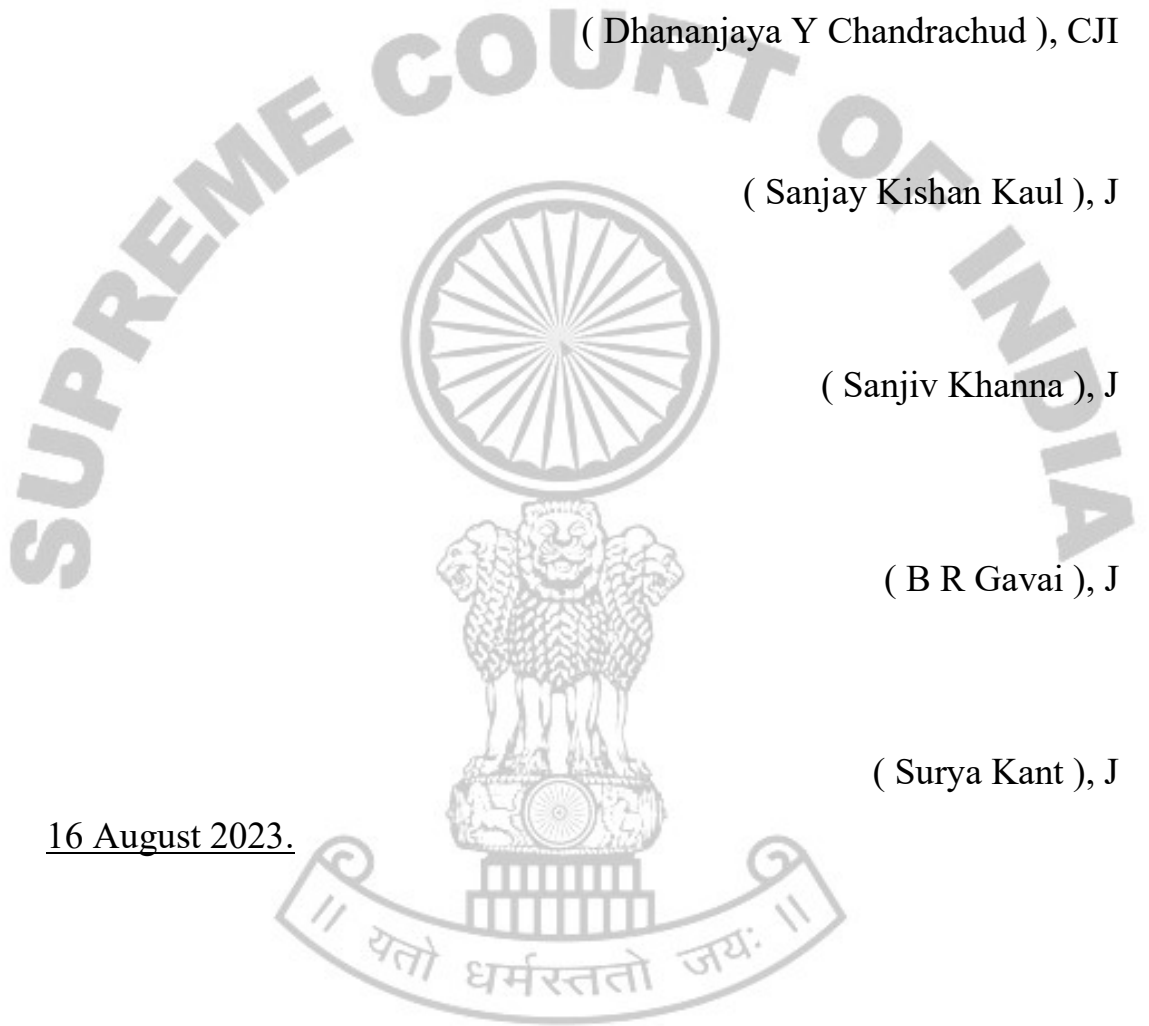 SUPREME COURT OF INDIA
( Dhananjaya Y Chandrachud ), CJI
( Sanjay Kishan Kaul ), J
( Sanjiv Khanna ), J
( B R Gavai ), J
( Surya Kant ), J
16 August 2023.
॥ यतो धर्मस्ततो जयः ॥